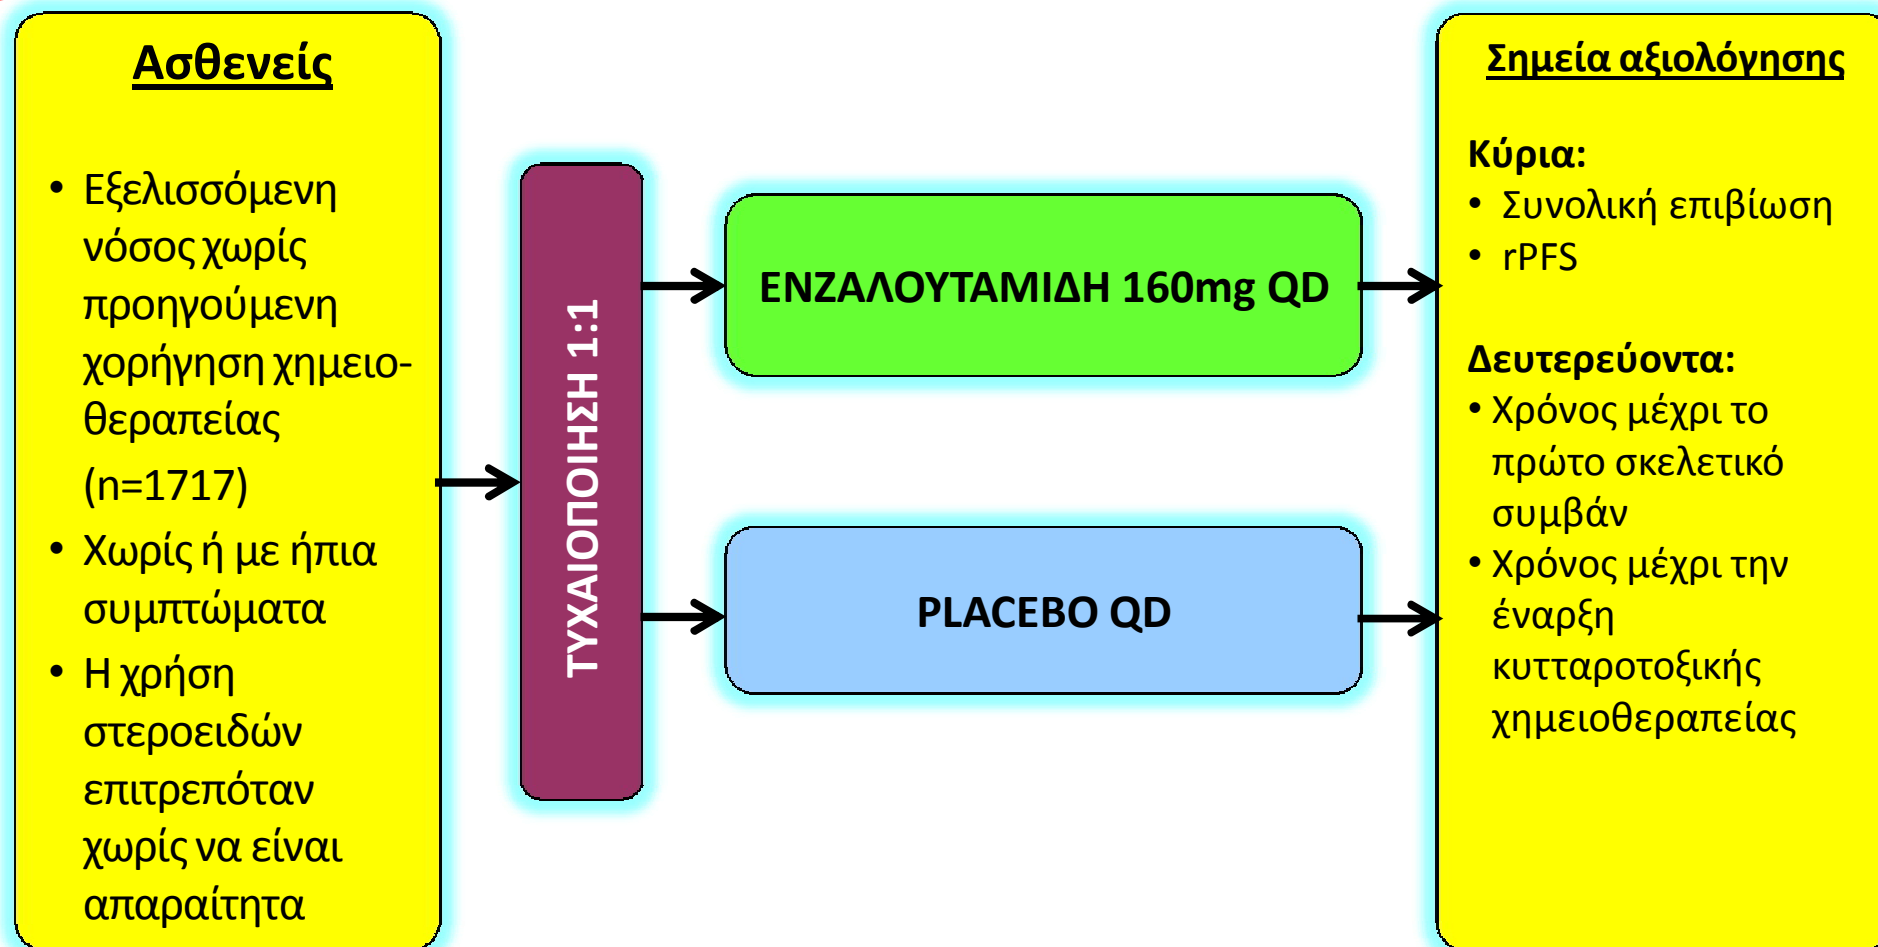 Ασθενείς
• Εξελισσόμενη
νόσος χωρίς
προηγούμενη
χορήγηση χημειο-
θεραπείας
(n=1717)
• Χωρίς ή με ήπια
συμπτώματα
• Η χρήση
στεροειδών
επιτρεπόταν
χωρίς να είναι
απαραίτητα
ΤΥΧΑΙΟΠΟΙΗΣΗ 1:1
ΕΝΖΑΛΟΥΤΑΜΙΔΗ 160mg QD
PLACEBO QD
Σημεία αξιολόγησης
Κύρια:
• Συνολική επιβίωση
• rPFS
Δευτερεύοντα:
• Χρόνος μέχρι το
πρώτο σκελετικό
συμβάν
• Χρόνος μέχρι την
έναρξη
κυτταροτοξικής
χημειοθεραπείας